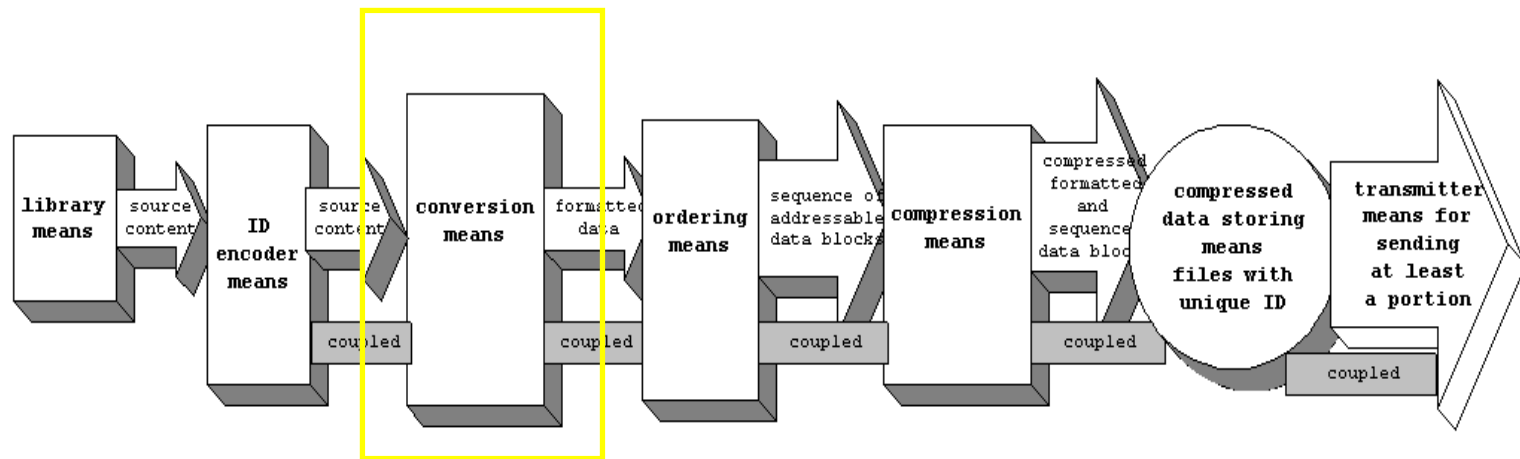 library
means
source
content
ID
encoder
means
source
content
coupled
conversion
means
formatted
data
coupled
ordering
means
sequence of
addressable
data blocks
coupled
compression
means
compressed
formatted
and
sequence
data block
coupled
compressed
data storing
means
files with
unique ID
transmitter
means for
sending
at least
a portion
coupled